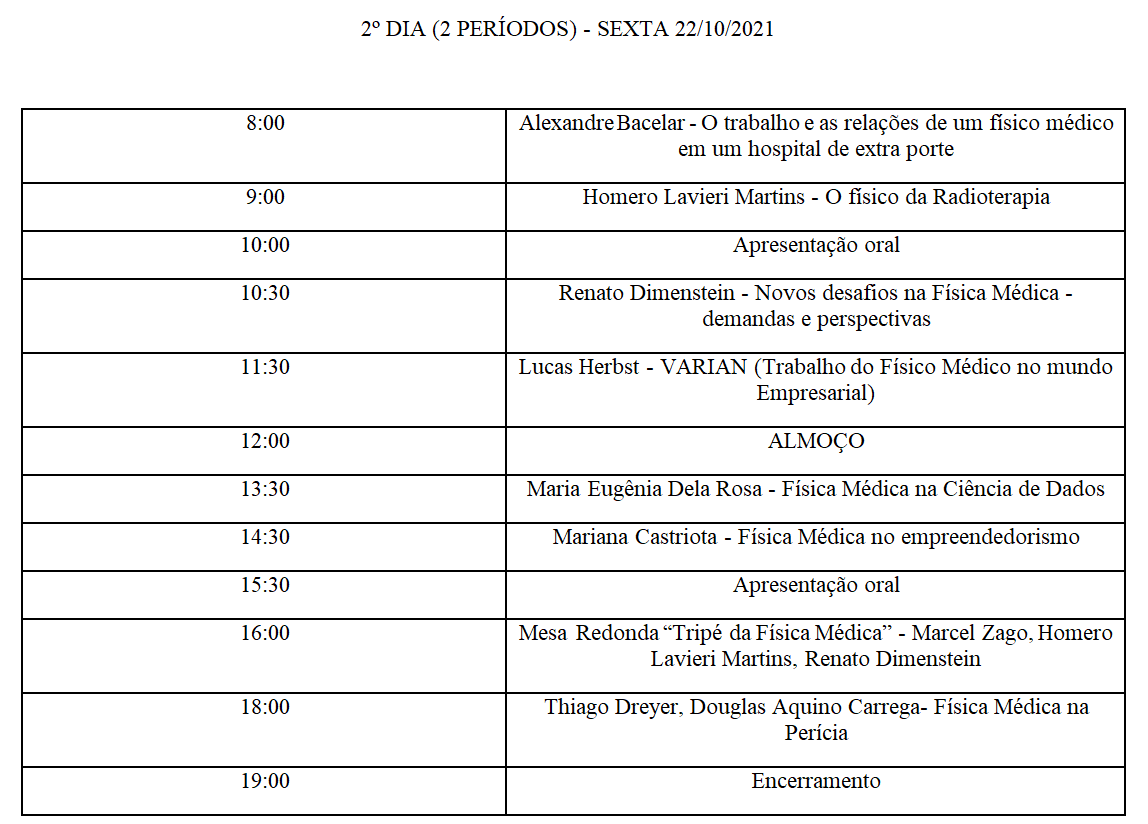 2º DIA (2 PERÍODOS) - SEXTA 22/10/2021
8:00
Alexandre Bacelar - O trabalho e as relações de um físico médico
em um hospital de extra porte
9:00
Homero Lavieri Martins - O físico da Radioterapia
10:00
Apresentação oral
10:30
Renato Dimenstein - Novos desafios na Física Médica -
demandas e perspectivas
11:30
Lucas Herbst - VARIAN (Trabalho do Físico Médico no mundo
Empresarial)
12:00
ALMOÇO
13:30
Maria Eugênia Dela Rosa - Física Médica na Ciência de Dados
14:30
Mariana Castriota - Física Médica no empreendedorismo
15:30
Apresentação oral
16:00
Mesa Redonda “Tripé da Física Médica” - Marcel Zago, Homero
Lavieri Martins, Renato Dimenstein
18:00
Thiago Dreyer, Douglas Aquino Carrega- Física Médica na
Perícia
19:00
Encerramento